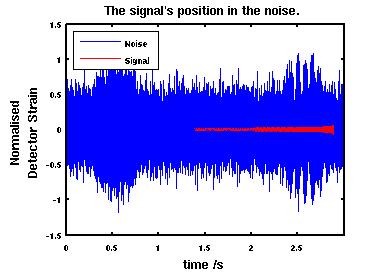 The signal's position in the noise.
Noise
Signal
Normalised
Detector Strain
1.5
1
0.5
0
-0.5
-1
-1.5
0 0.5 1 1.5 2 2.5
time /s